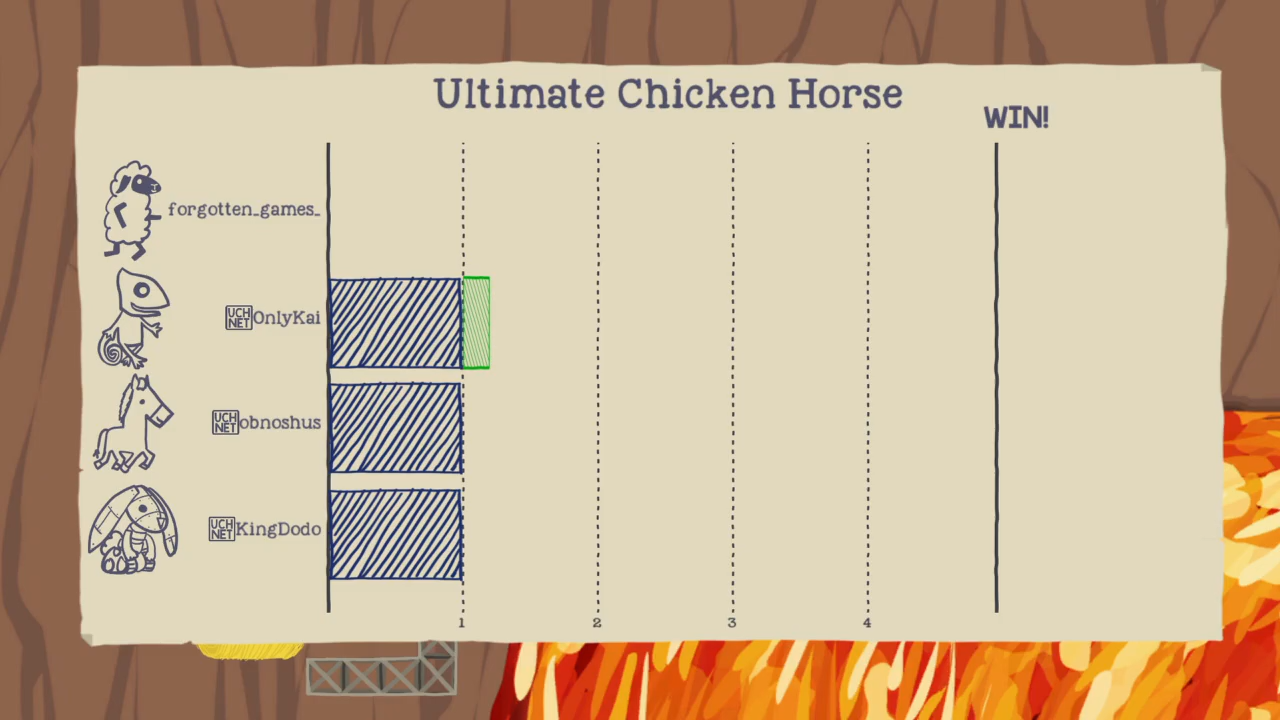 Ultimate Chicken Horse
WIN!
forgotten_games_
UCH NET OnlyKai
UCH NET obnoshus
UCH NET KingDodo
1 2 3 4